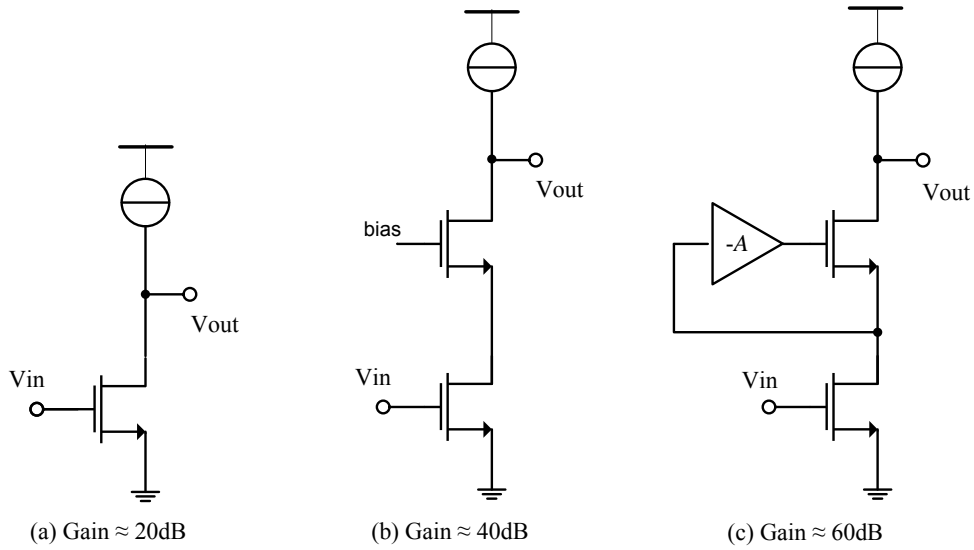 Vout
Vin
(a) Gain ≈ 20dB
Vout
bias
Vin
(b) Gain ≈ 40dB
Vout
-A
Vin
(c) Gain ≈ 60dB